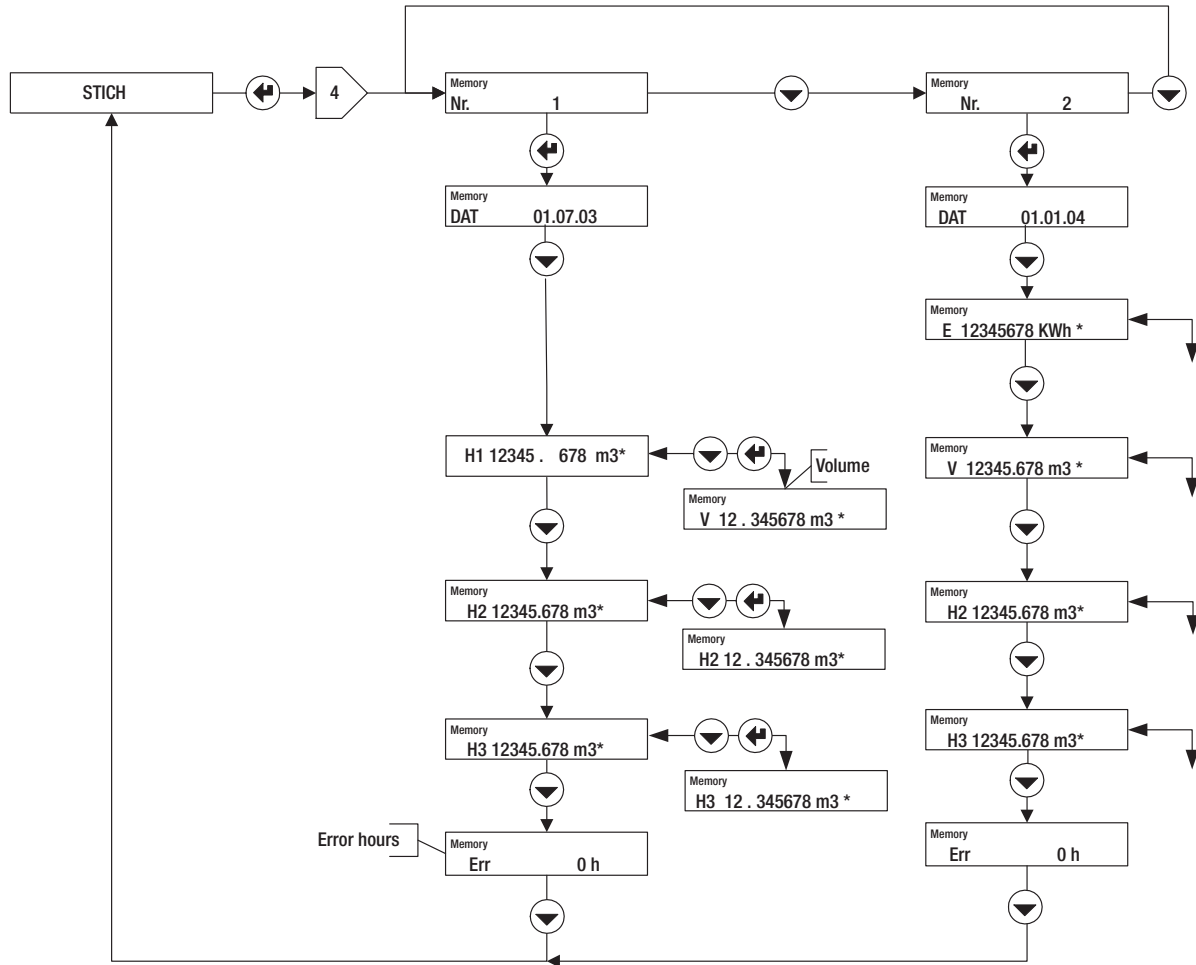 STICH
4
Memory
Nr. 1
Memory
Nr. 2
Memory
DAT 01.07.03
Memory
DAT 01.01.04
Memory
E 12345678 KWh *
H1 12345 . 678 m3*
Volume
Memory
V 12 . 345678 m3 *
Memory
V 12345.678 m3 *
Memory
H2 12345.678 m3*
Memory
H2 12 . 345678 m3*
Memory
H2 12345.678 m3*
Memory
H3 12345.678 m3*
Memory
H3 12 . 345678 m3 *
Memory
H3 12345.678 m3*
Error hours
Memory
Err 0 h
Memory
Err 0 h